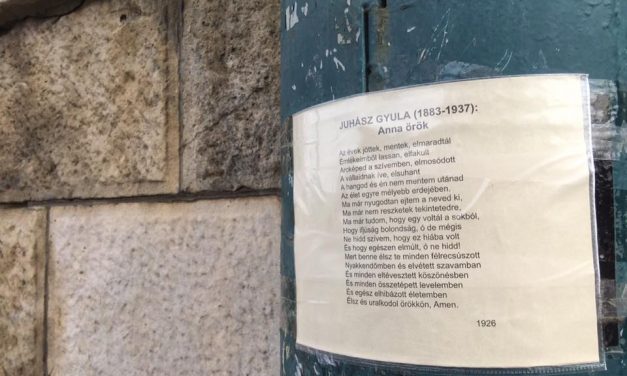 JUHÁSZ GYULA (1883-1937):
Anna örök
Az évek jöttek, mentek, elmaradtál
Emlékeimből lassan, elfakult
Arcképed a szívemben, elmosódott
A vállaidnak íve, elsuhant
A hangod és én nem mentem utánad
Az élet egyre mélyebb erdejében.
Ma már nyugodtan ejtem a neved ki,
Ma már nem reszketek tekintetedre,
Ma már tudom, hogy egy voltál a sokból,
Hogy ifjúság bolondság, ó de mégis
Ne hidd szívem, hogy ez hiába volt
És hogy egészen elmúlt, ó ne hidd!
Mert benne élsz te minden félrecsúszott
Nyakkendőmben és elvétett szavamban
És minden eltévesztett köszönésben
És minden összetépett levelemben
És egész elhibázott életemben
Élsz és uralkodol örökkön, Amen.
1926